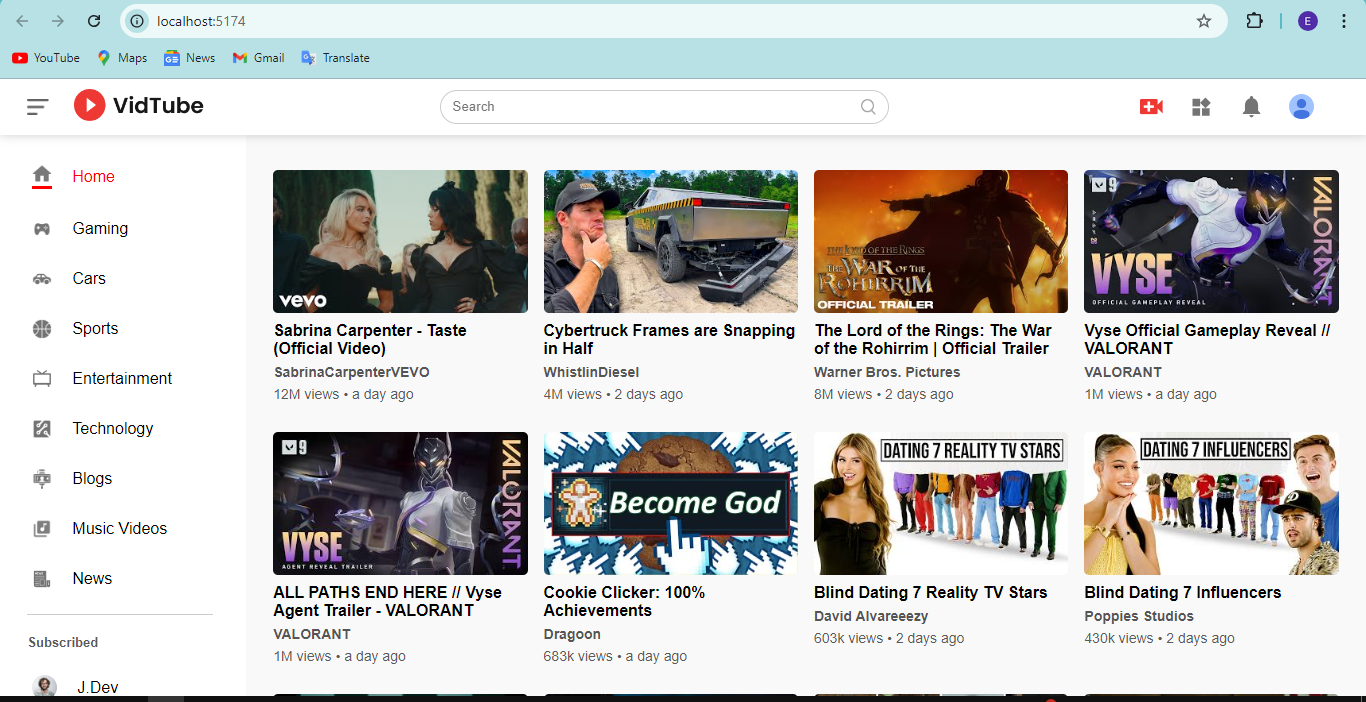 localhost:5174
E
YouTube
Maps
News
Gmail
Translate
VidTube
Search
Home
Gaming
Cars
Sports
Entertainment
Technology
Blogs
Music Videos
News
Subscribed
J.Dev
vevo
Sabrina Carpenter - Taste
(Official Video)
SabrinaCarpenterVEVO
12M views • a day ago
Cybertruck Frames are Snapping
in Half
WhistlinDiesel
4M views • 2 days ago
THE LORD OF THE RINGS
THE WAR OF THE
ROHIRRIM
OFFICIAL TRAILER
The Lord of the Rings: The War
of the Rohirrim | Official Trailer
Warner Bros. Pictures
8M views • 2 days ago
9
VALORANT
VYSE
OFFICIAL GAMEPLAY REVEAL
Vyse Official Gameplay Reveal //
VALORANT
VALORANT
1M views • a day ago
9
VALORANT
VYSE
AGENT REVEAL TRAILER
ALL PATHS END HERE // Vyse
Agent Trailer - VALORANT
VALORANT
1M views • a day ago
Become God
Cookie Clicker: 100%
Achievements
Dragoon
683k views • a day ago
DATING 7 REALITY TV STARS
Blind Dating 7 Reality TV Stars
David Alvareeezy
603k views • 2 days ago
DATING 7 INFLUENCERS
Blind Dating 7 Influencers
Poppies Studios
430k views • 2 days ago